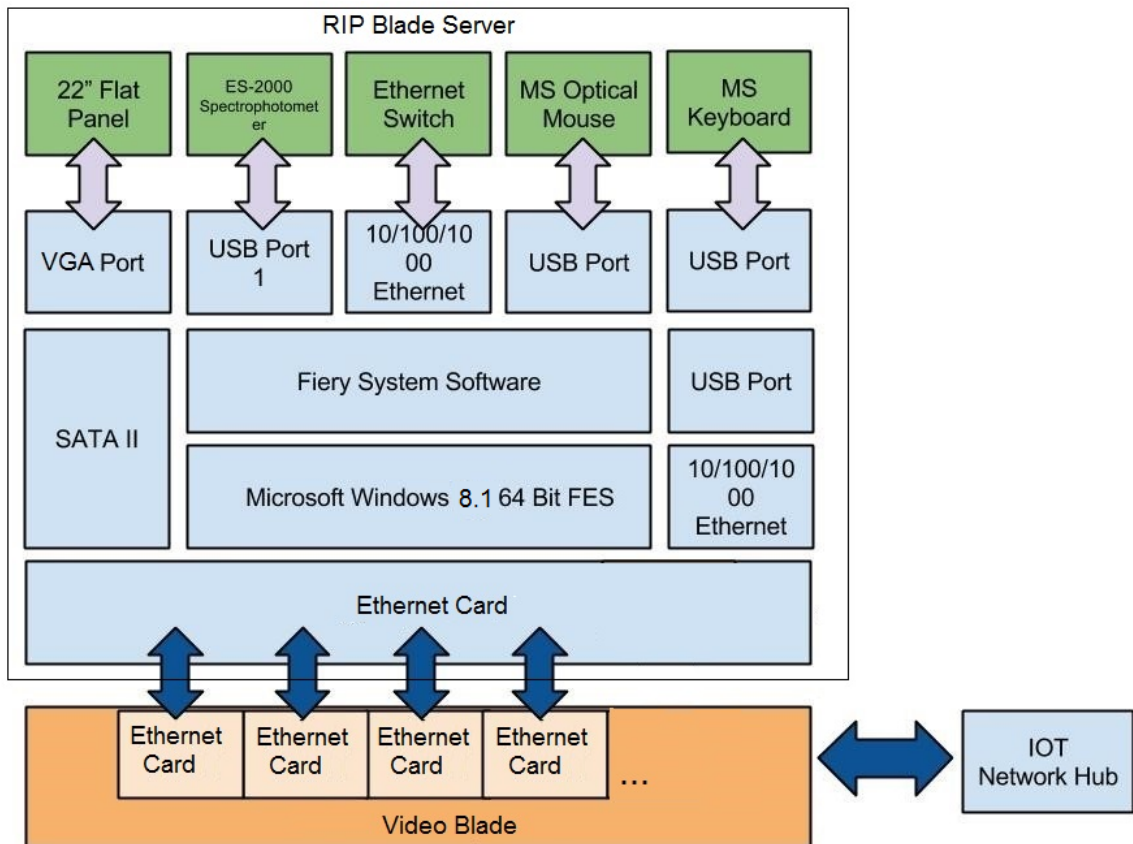 RIP Blade Server
22” Flat
Panel
ES-2000
Spectrophotomet
er
Ethernet
Switch
MS Optical
Mouse
MS
Keyboard
VGA Port
USB Port
1
10/100/10
00
Ethernet
USB Port
USB Port
SATA II
Fiery System Software
USB Port
Microsoft Windows 8.1 64 Bit FES
10/100/10
00
Ethernet
Ethernet Card
Ethernet
Card
Ethernet
Card
Ethernet
Card
Ethernet
Card
...
Video Blade
IOT
Network Hub